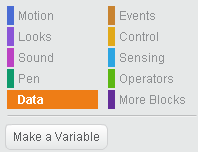 Motion
Looks
Sound
Pen
Data
Events
Control
Sensing
Operators
More Blocks
Make a Variable